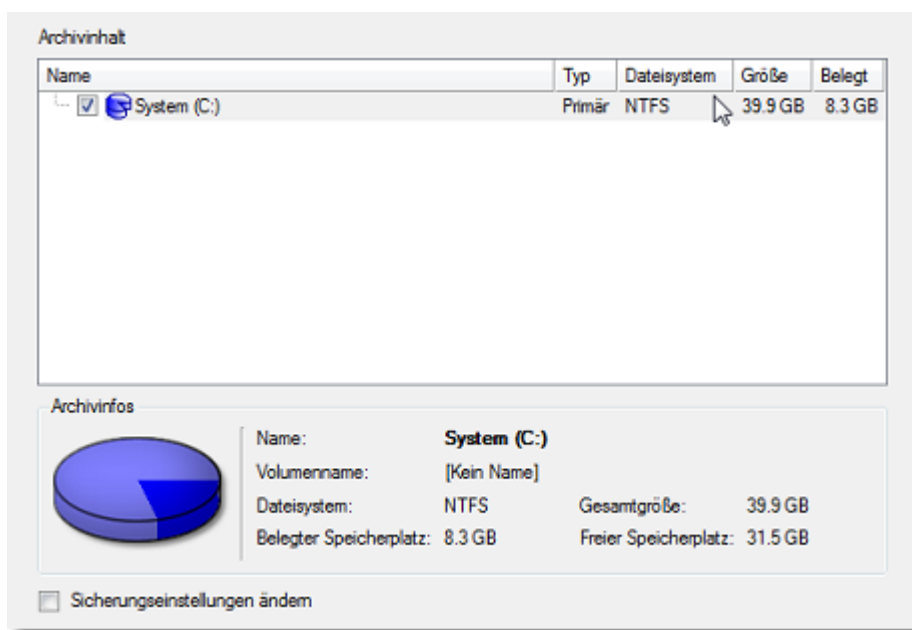 Archivinhalt
Name Typ Dateisystem Größe Belegt
System (C:) Primär NTFS 39.9 GB 8.3 GB
Archivinfos
Name: System (C:)
Volumenname: [Kein Name]
Dateisystem: NTFS Gesamtgröße: 39.9 GB
Belegter Speicherplatz: 8.3 GB Freier Speicherplatz: 31.5 GB
Sicherungseinstellungen ändern